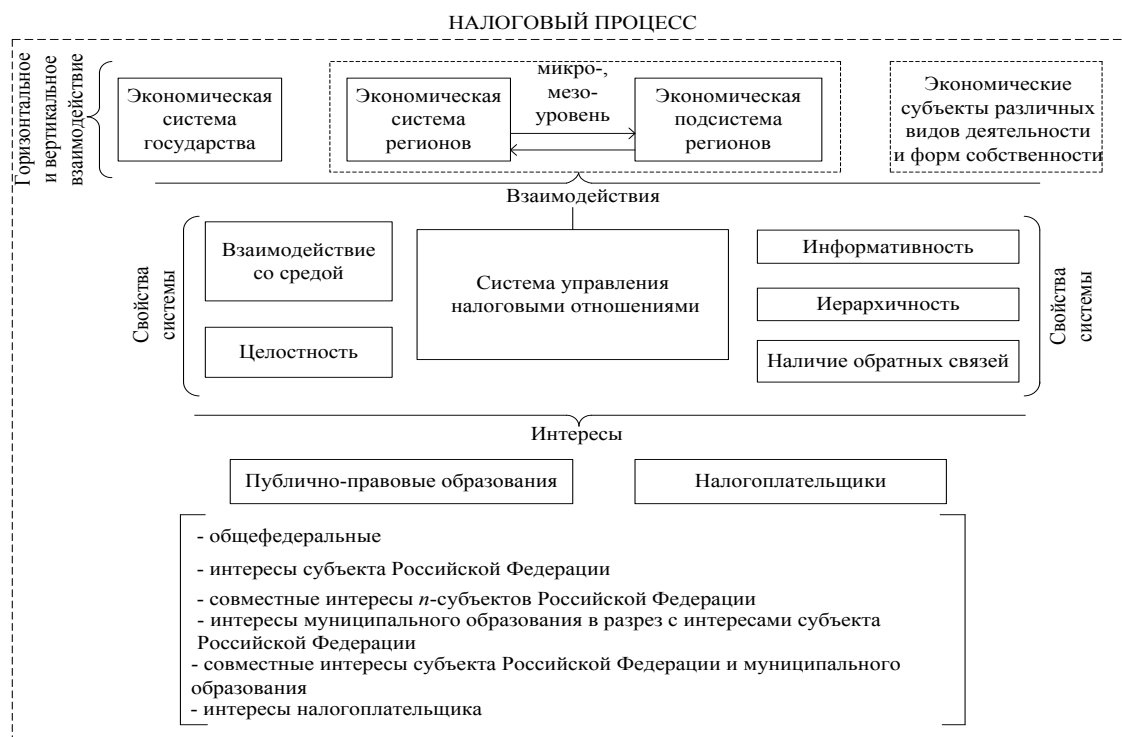 НАЛОГОВЫЙ ПРОЦЕСС
Горизонтальное
и вертикальное
взаимодействие
Экономическая
система
государства
Экономическая
система
регионов
микро-,
мезо-
уровень
Экономическая
подсистема
регионов
Экономические
субъекты различных
видов деятельности
и форм собственности
Взаимодействия
Свойства
системы
Взаимодействие
со средой
Целостность
Система управления
налоговыми отношениями
Информативность
Иерархичность
Наличие обратных связей
Свойства
системы
Интересы
Публично-правовые образования
Налогоплательщики
- общефедеральные
- интересы субъекта Российской Федерации
- совместные интересы n-субъектов Российской Федерации
- интересы муниципального образования в разрез с интересами субъекта
Российской Федерации
- совместные интересы субъекта Российской Федерации и муниципального
образования
- интересы налогоплательщика